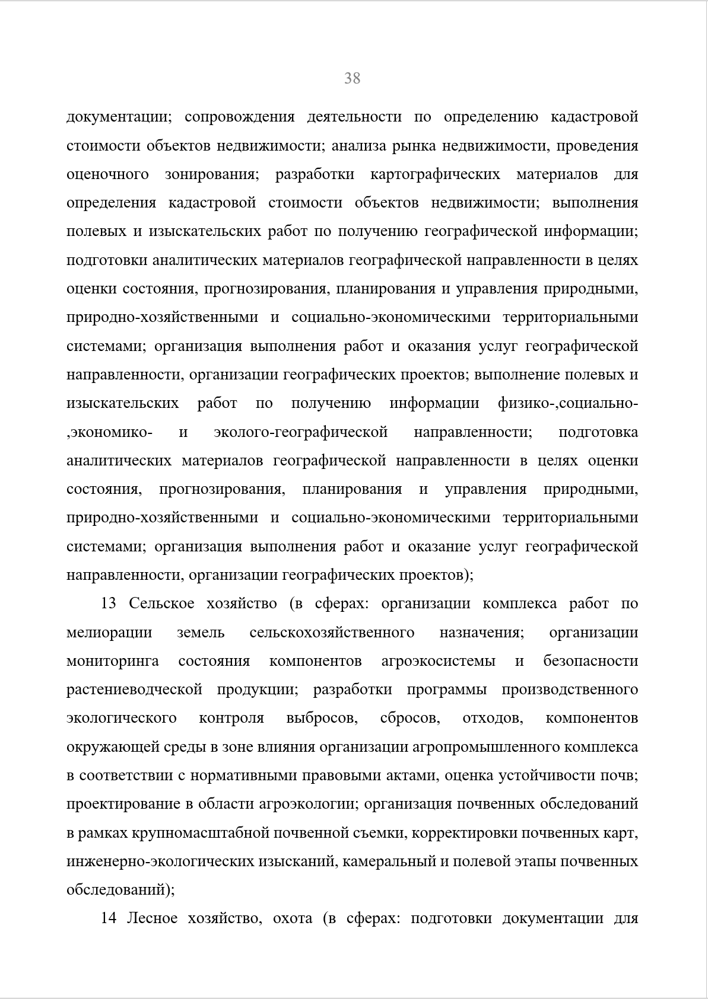 38
документации; сопровождения деятельности по определению кадастровой
стоимости объектов недвижимости; анализа рынка недвижимости, проведения
оценочного зонирования; разработки картографических материалов для
определения кадастровой стоимости объектов недвижимости; выполнения
полевых и изыскательских работ по получению географической информации;
подготовки аналитических материалов географической направленности в целях
оценки состояния, прогнозирования, планирования и управления природными,
природно-хозяйственными и социально-экономическими территориальными
системами; организация выполнения работ и оказания услуг географической
направленности, организации географических проектов; выполнение полевых и
изыскательских работ по получению информации физико-,социально-
,экономико- и эколого-географической направленности; подготовка
аналитических материалов географической направленности в целях оценки
состояния, прогнозирования, планирования и управления природными,
природно-хозяйственными и социально-экономическими территориальными
системами; организация выполнения работ и оказание услуг географической
направленности, организации географических проектов);
13 Сельское хозяйство (в сферах: организации комплекса работ по
мелиорации земель сельскохозяйственного назначения; организации
мониторинга состояния компонентов агроэкосистемы и безопасности
растениеводческой продукции; разработки программы производственного
экологического контроля выбросов, сбросов, отходов, компонентов
окружающей среды в зоне влияния организации агропромышленного комплекса
в соответствии с нормативными правовыми актами, оценка устойчивости почв;
проектирование в области агроэкологии; организация почвенных обследований
в рамках крупномасштабной почвенной съемки, корректировки почвенных карт,
инженерно-экологических изысканий, камеральный и полевой этапы почвенных
обследований);
14 Лесное хозяйство, охота (в сферах: подготовки документации для